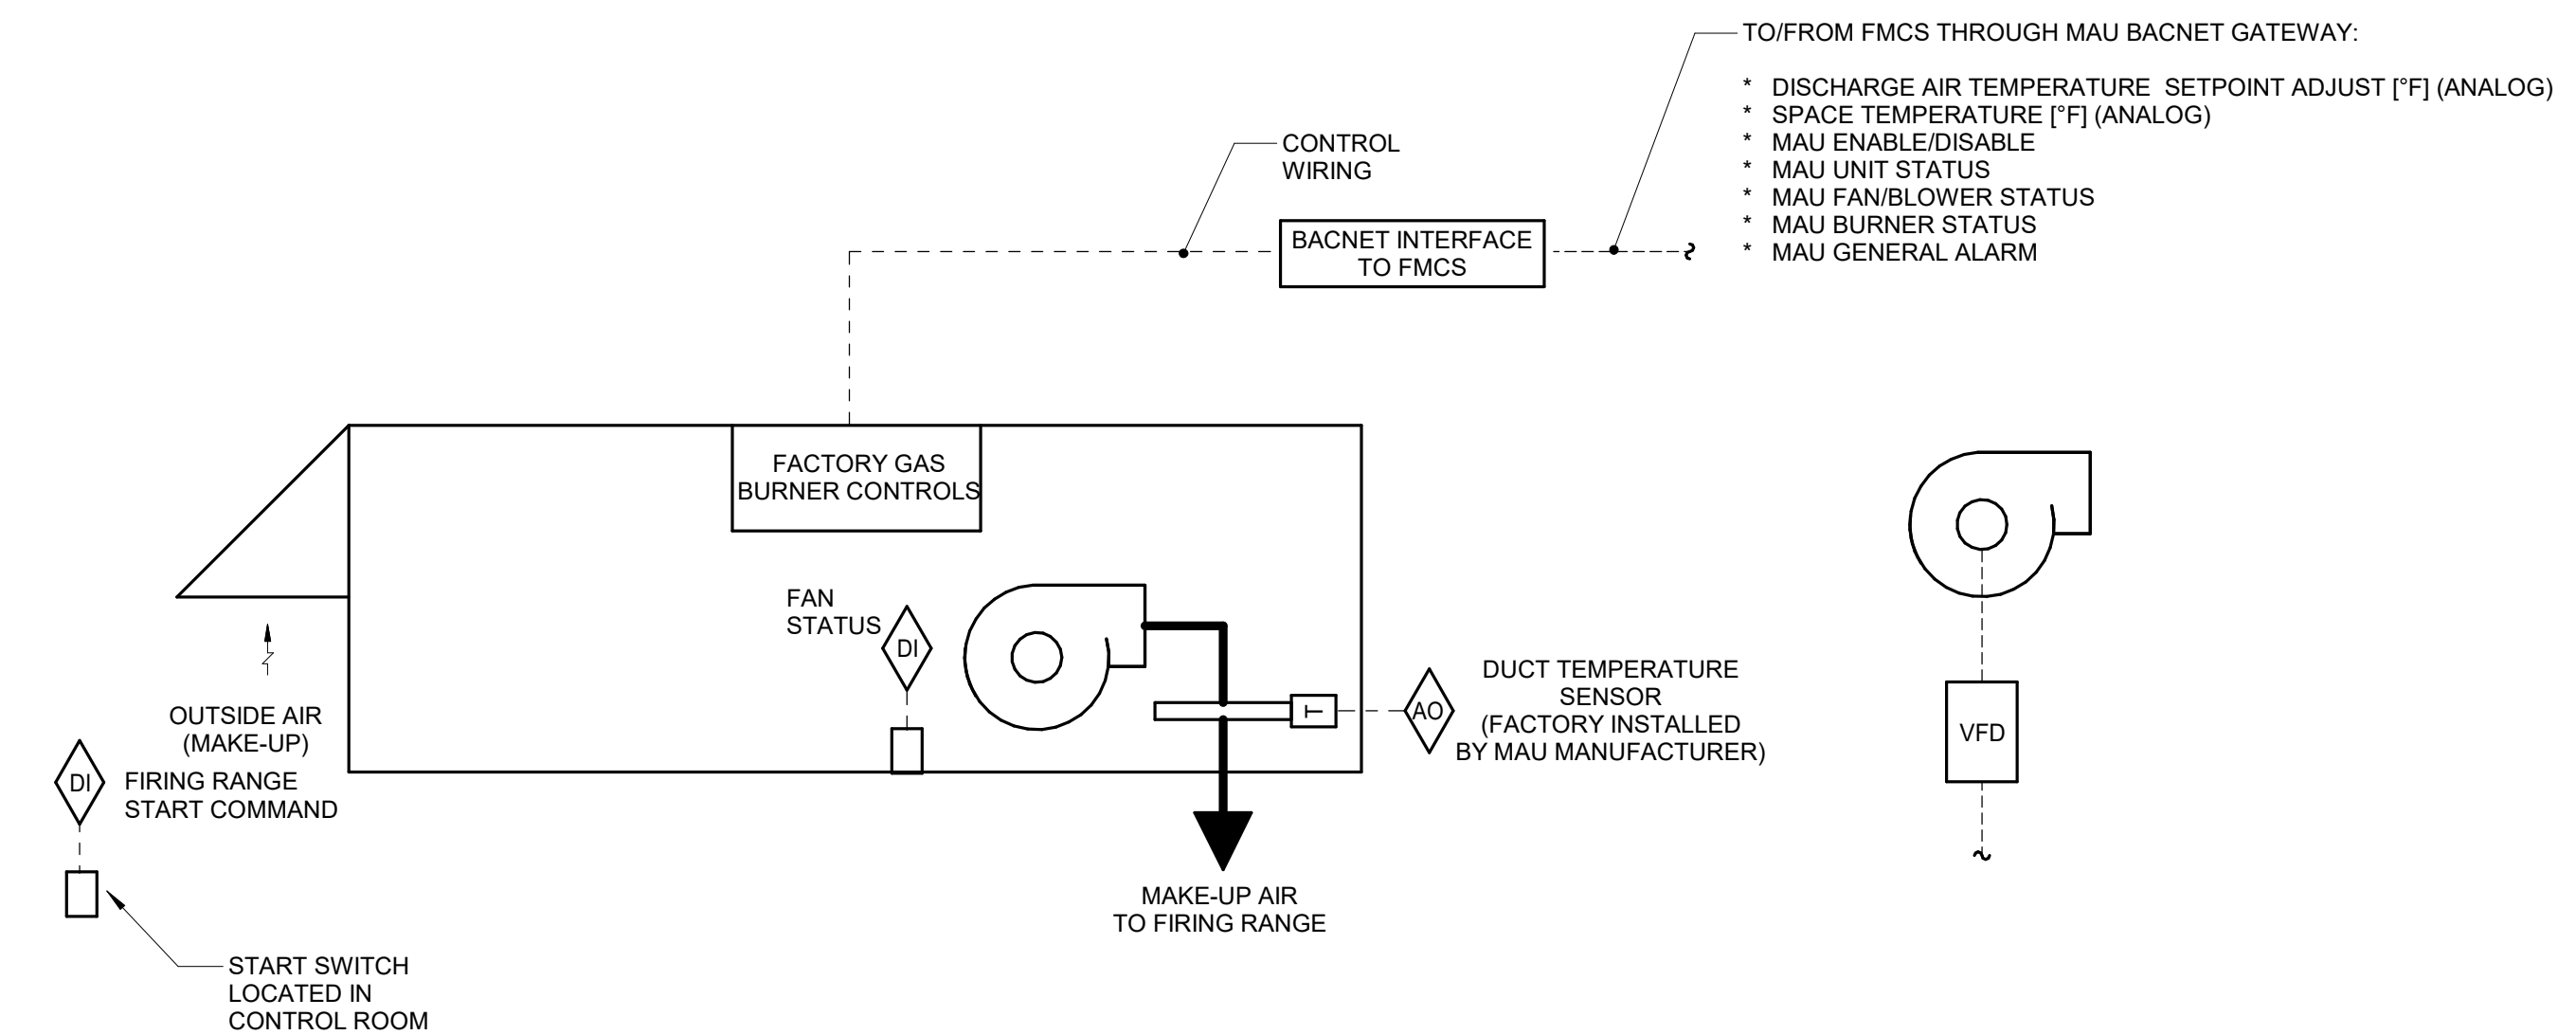 TO/FROM FMCS THROUGH MAU BACNET GATEWAY:
* DISCHARGE AIR TEMPERATURE SETPOINT ADJUST [°F] (ANALOG)
* SPACE TEMPERATURE [°F] (ANALOG)
* MAU ENABLE/DISABLE
* MAU UNIT STATUS
* MAU FAN/BLOWER STATUS
* MAU BURNER STATUS
* MAU GENERAL ALARM
CONTROL
WIRING
BACNET INTERFACE
TO FMCS
FACTORY GAS
BURNER CONTROLS
FAN
STATUS
DI
OUTSIDE AIR
(MAKE-UP)
DI
FIRING RANGE
START COMMAND
START SWITCH
LOCATED IN
CONTROL ROOM
T
AO
DUCT TEMPERATURE
SENSOR
(FACTORY INSTALLED
BY MAU MANUFACTURER)
MAKE-UP AIR
TO FIRING RANGE
VFD